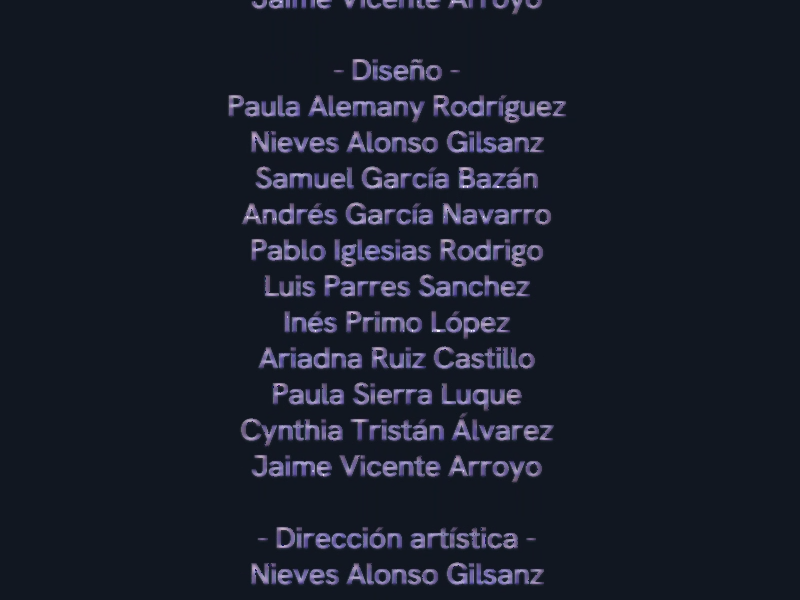 Jaime Vicente Arroyo
- Diseño -
Paula Alemany Rodríguez
Nieves Alonso Gilsanz
Samuel García Bazán
Andrés García Navarro
Pablo Iglesias Rodrigo
Luis Parres Sanchez
Inés Primo López
Ariadna Ruiz Castillo
Paula Sierra Luque
Cynthia Tristán Álvarez
Jaime Vicente Arroyo
- Dirección artística -
Nieves Alonso Gilsanz